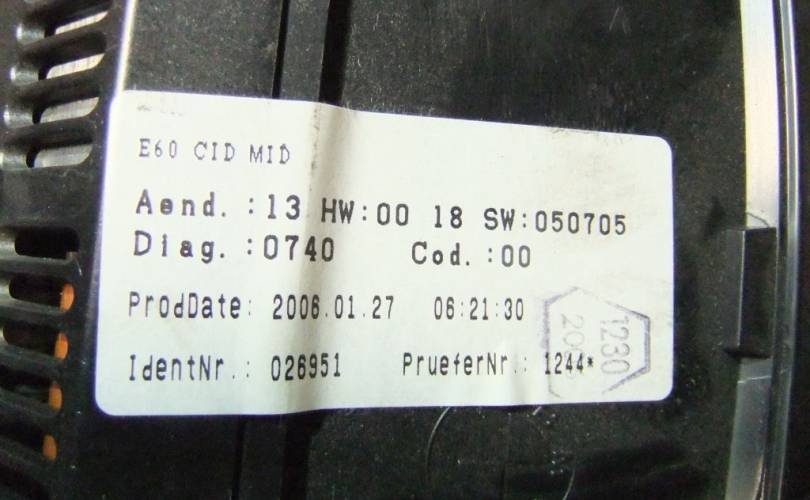 E60 CID MID
Aend. :13 HW:00 18 SW:050705
Diag. :0740 Cod. :00
ProdDate: 2006.01.27 06:21:30
IdentNr.: 026951 PrueferNr.: 1244*
1230